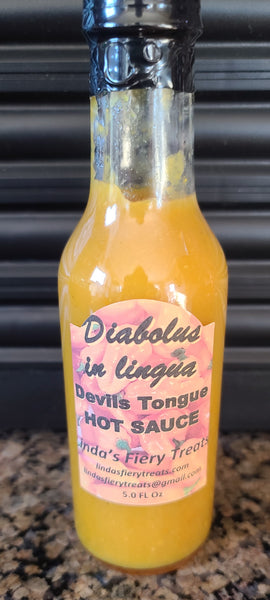 Diabolus
in lingua
Devils Tongue
HOT SAUCE
Linda's Fiery Treats
lindasfierytreats.com
lindasfierytreats@gmail.com
5.0 FL Oz